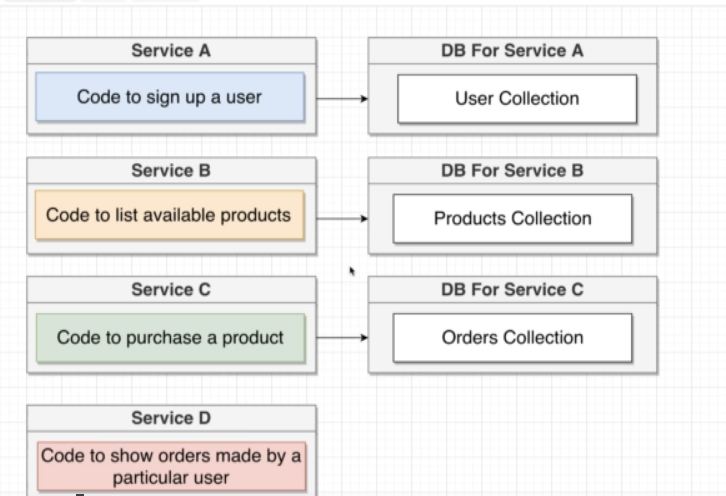 Service A
DB For Service A
Code to sign up a user
User Collection
Service B
DB For Service B
Code to list available products
Products Collection
Service C
DB For Service C
Code to purchase a product
Orders Collection
Service D
Code to show orders made by a
particular user